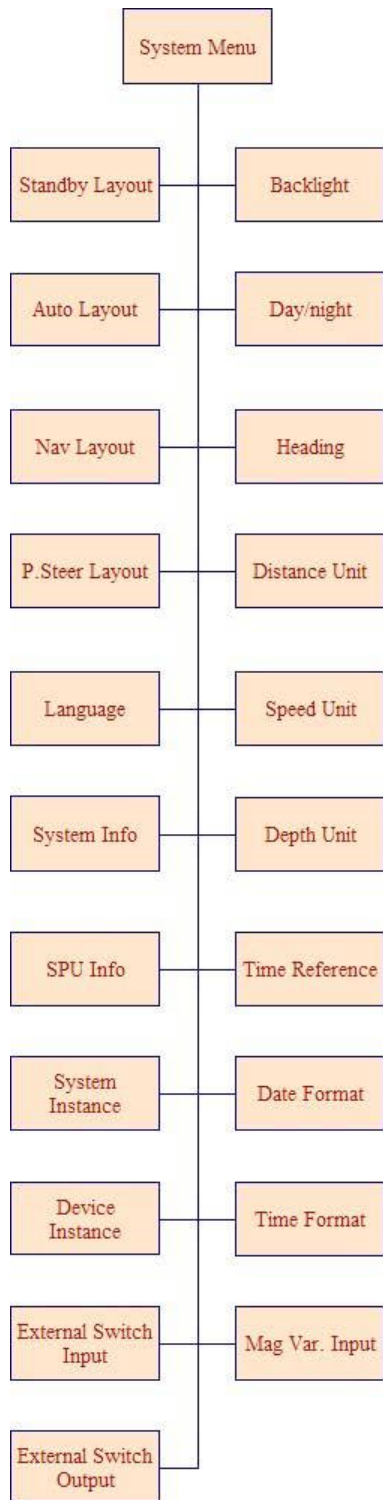 System Menu
Standby Layout
Backlight
Auto Layout
Day/night
Nav Layout
Heading
P.Steer Layout
Distance Unit
Language
Speed Unit
System Info
Depth Unit
SPU Info
Time Reference
System
Instance
Date Format
Device
Instance
Time Format
External Switch
Input
Mag Var. Input
External Switch
Output